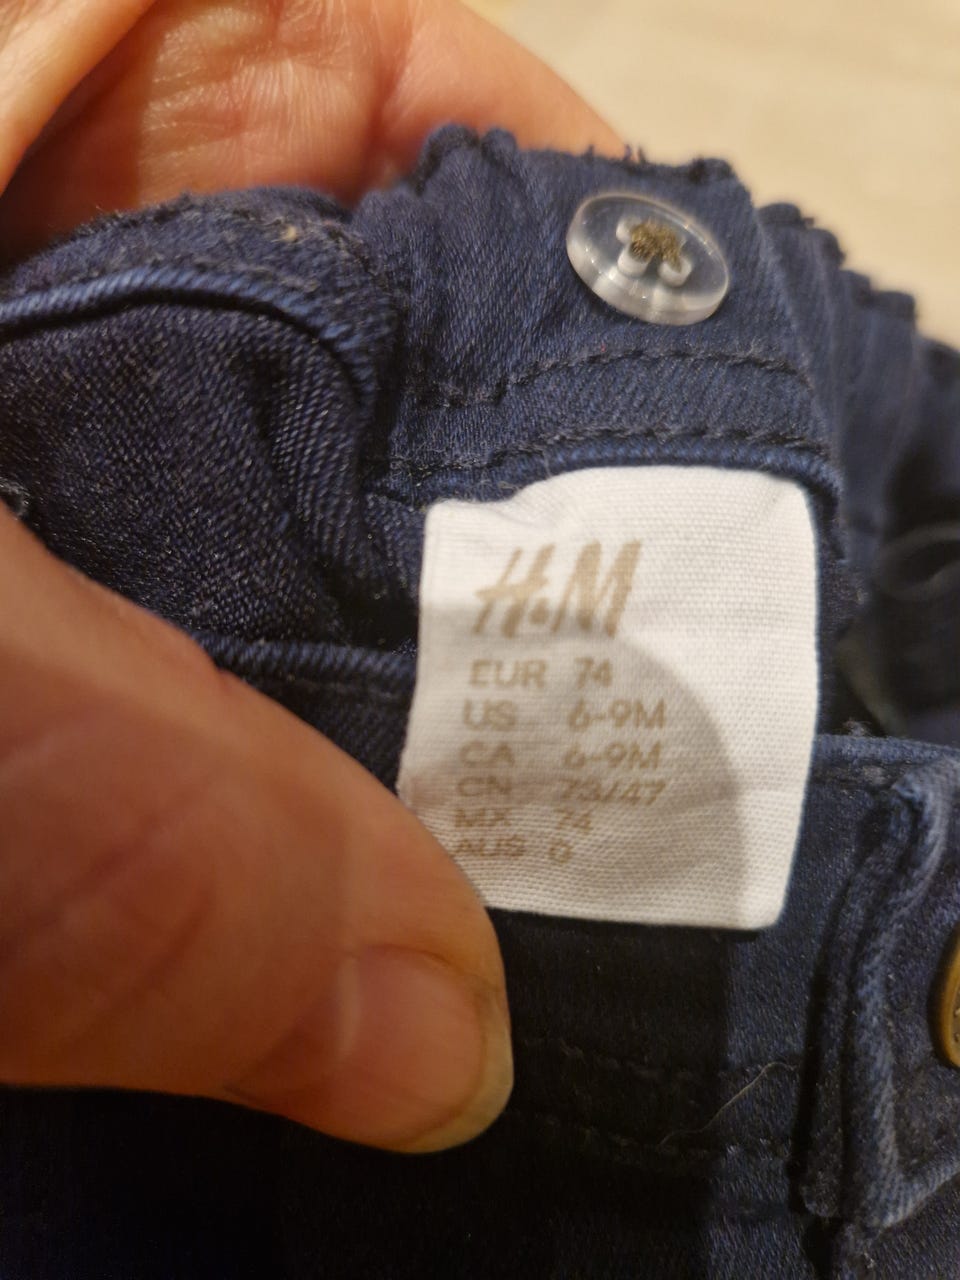 H&M
EUR 74
US 6-9M
CA 6-9M
CN 73/47
MX 74
AUS 0